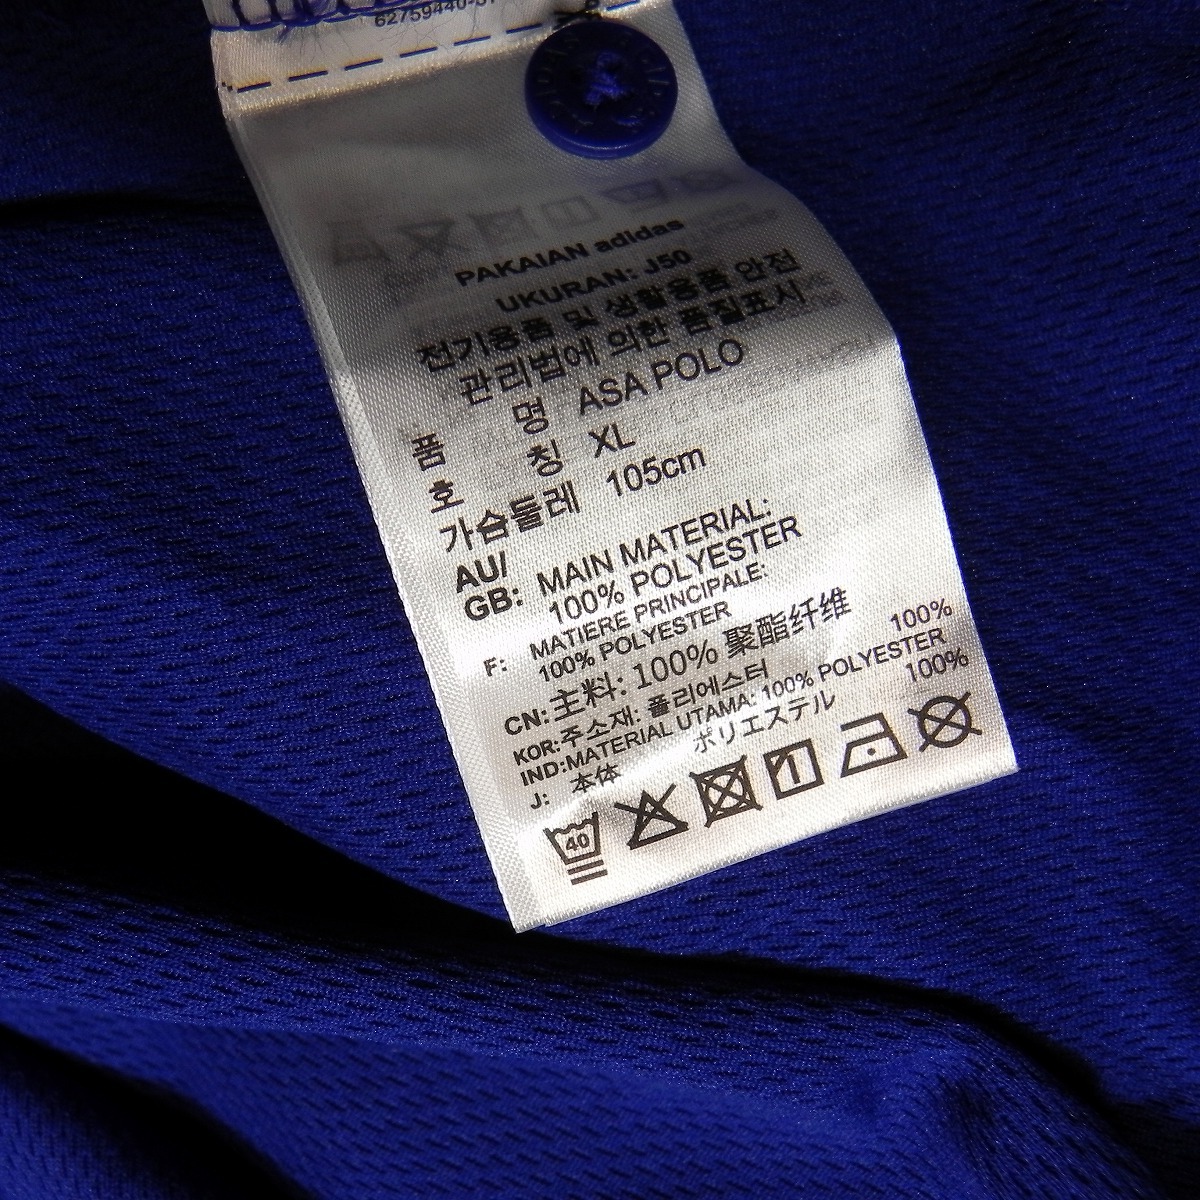 PAKAIAN adidas
UKURAN: J50
전기용품 및 생활용품 안전
관리법에 의한 품질표시
품 명 ASA POLO
호 칭 XL
가슴둘레 105cm
AU/
GB: MAIN MATERIAL:
100% POLYESTER
F: MATIERE PRINCIPALE:
100% POLYESTER
CN: 主料: 100% 聚酯纤维
KOR: 주소재: 폴리에스터 100%
IND:MATERIAL UTAMA: 100% POLYESTER
J: 本体 ポリエステル 100%
40